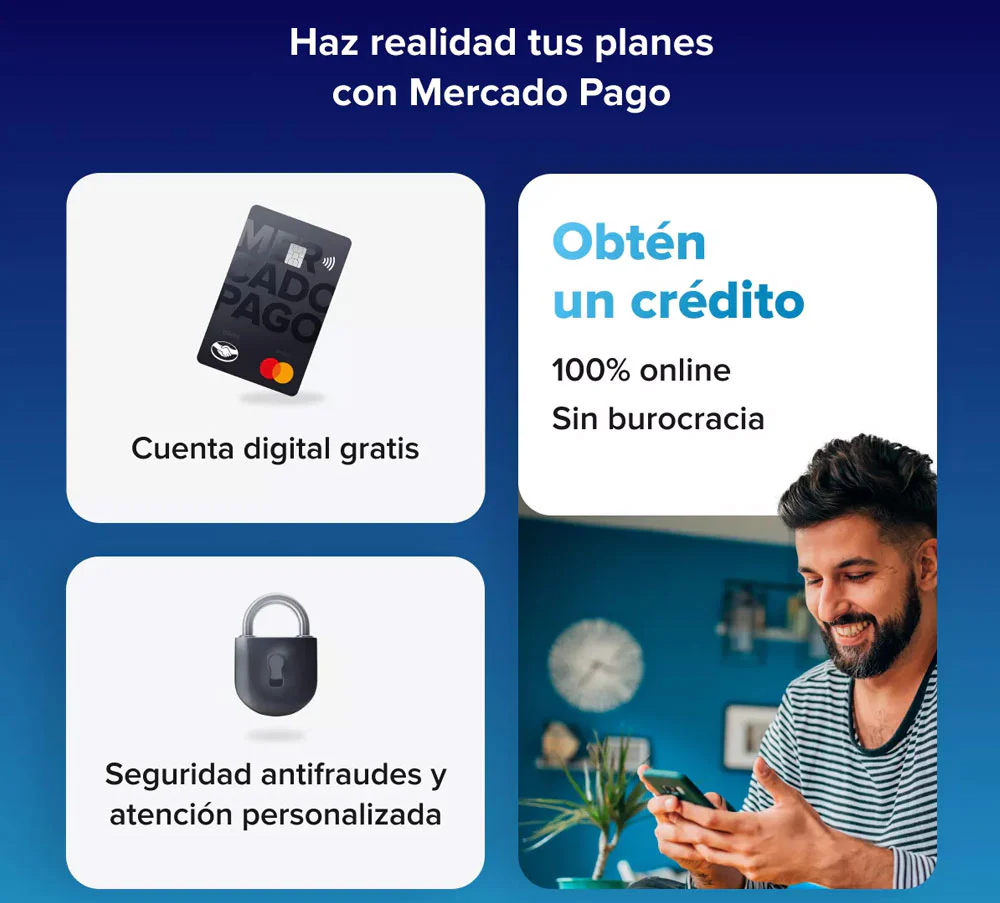 Haz realidad tus planes
con Mercado Pago
MER
CADO
PAGO
Cuenta digital gratis
Obtén
un crédito
100% online
Sin burocracia
Seguridad antifraudes y
atención personalizada